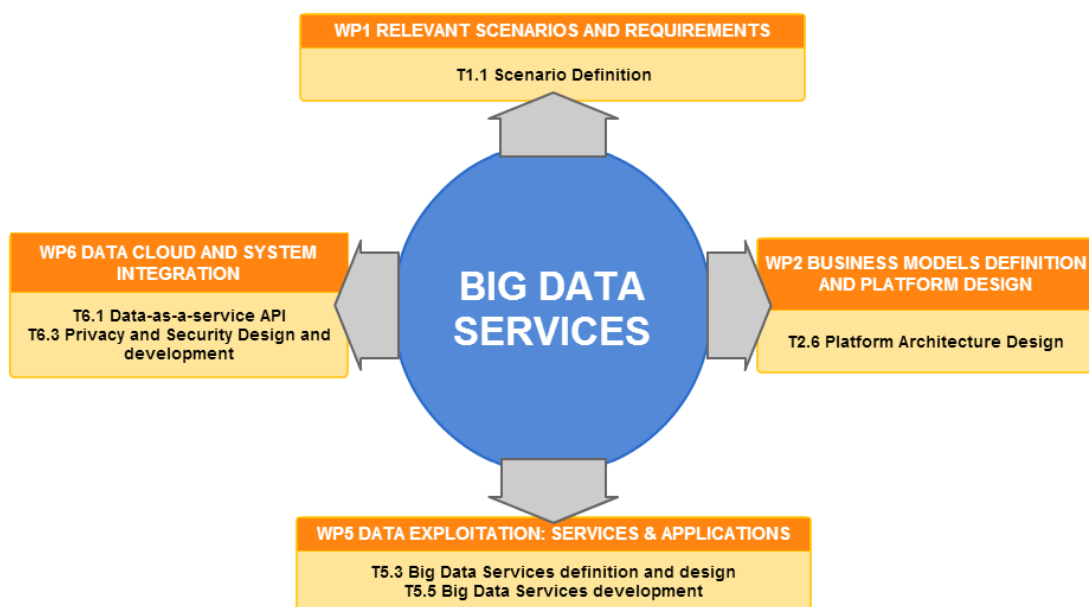 WP1 RELEVANT SCENARIOS AND REQUIREMENTS
T1.1 Scenario Definition
WP6 DATA CLOUD AND SYSTEM
INTEGRATION
T6.1 Data-as-a-service API
T6.3 Privacy and Security Design and
development
BIG DATA
SERVICES
WP2 BUSINESS MODELS DEFINITION
AND PLATFORM DESIGN
T2.6 Platform Architecture Design
WP5 DATA EXPLOITATION: SERVICES & APPLICATIONS
T5.3 Big Data Services definition and design
T5.5 Big Data Services development